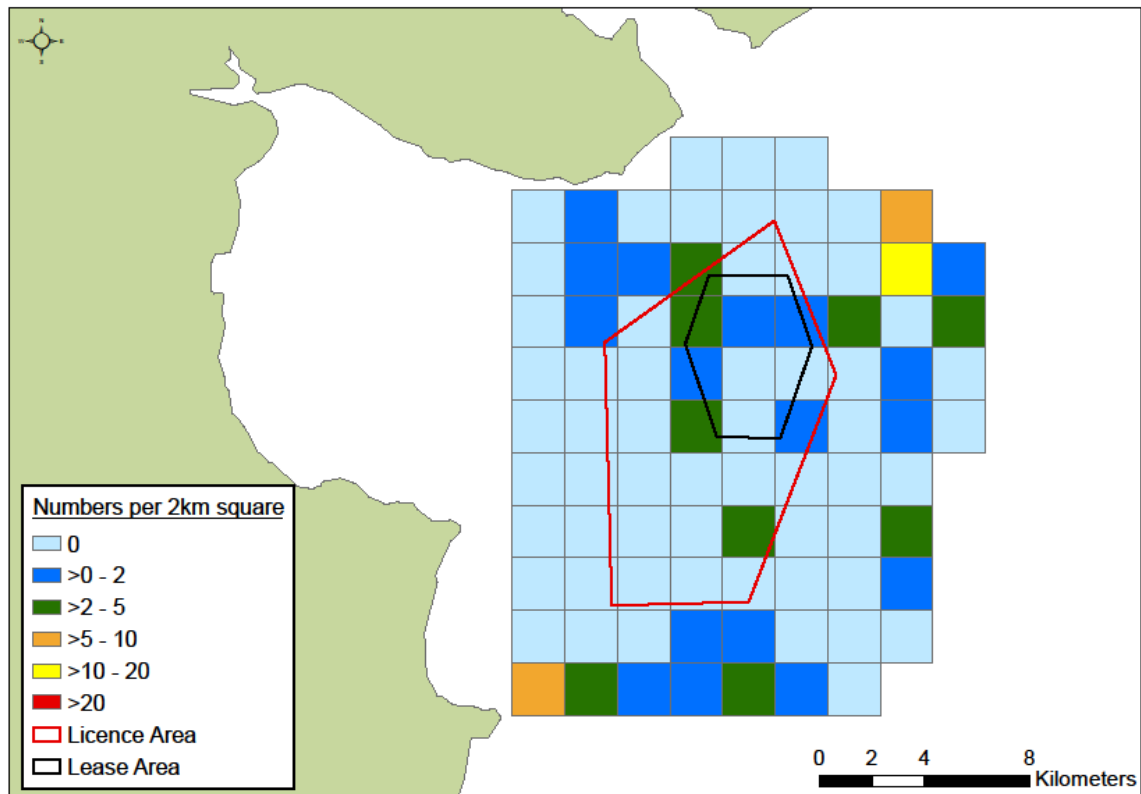 N
W E
S
Numbers per 2km square
0
>0 - 2
>2 - 5
>5 - 10
>10 - 20
>20
Licence Area
Lease Area
0 2 4 8
Kilometers